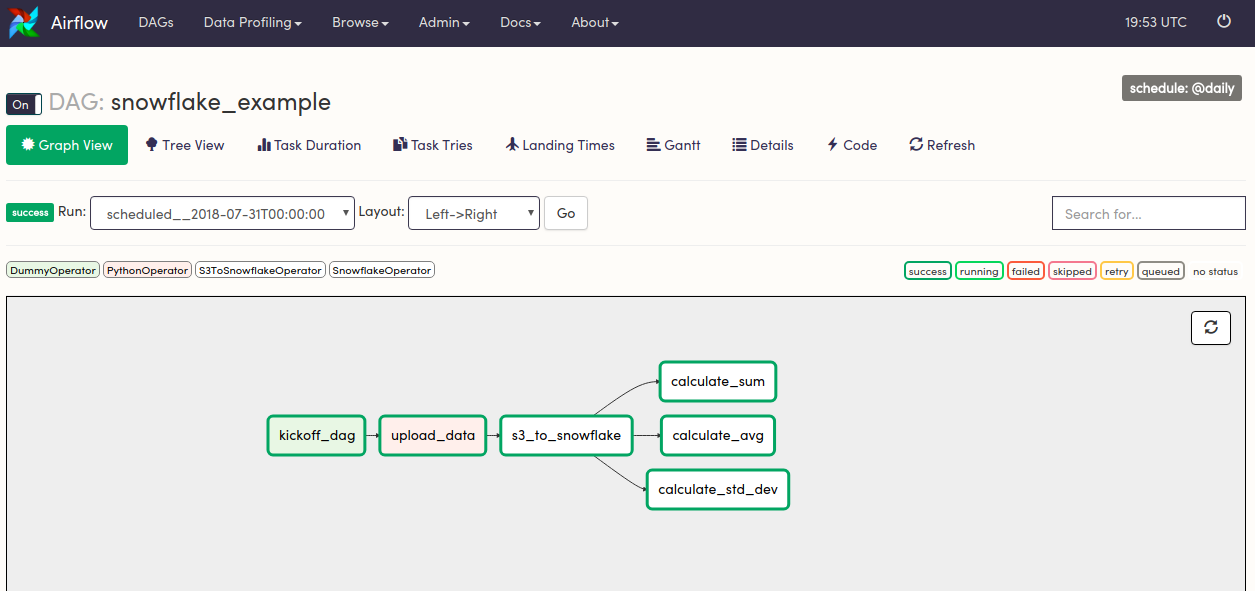 Airflow DAGs Data Profiling Browse Admin Docs About 19:53 UTC
schedule: @daily
On DAG: snowflake_example
Graph View Tree View Task Duration Task Tries Landing Times Gantt Details Code Refresh
success Run: scheduled__2018-07-31T00:00:00 Layout: Left->Right Go Search for...
DummyOperator PythonOperator S3ToSnowflakeOperator SnowflakeOperator success running failed skipped retry queued no status
calculate_sum
kickoff_dag upload_data s3_to_snowflake calculate_avg
calculate_std_dev